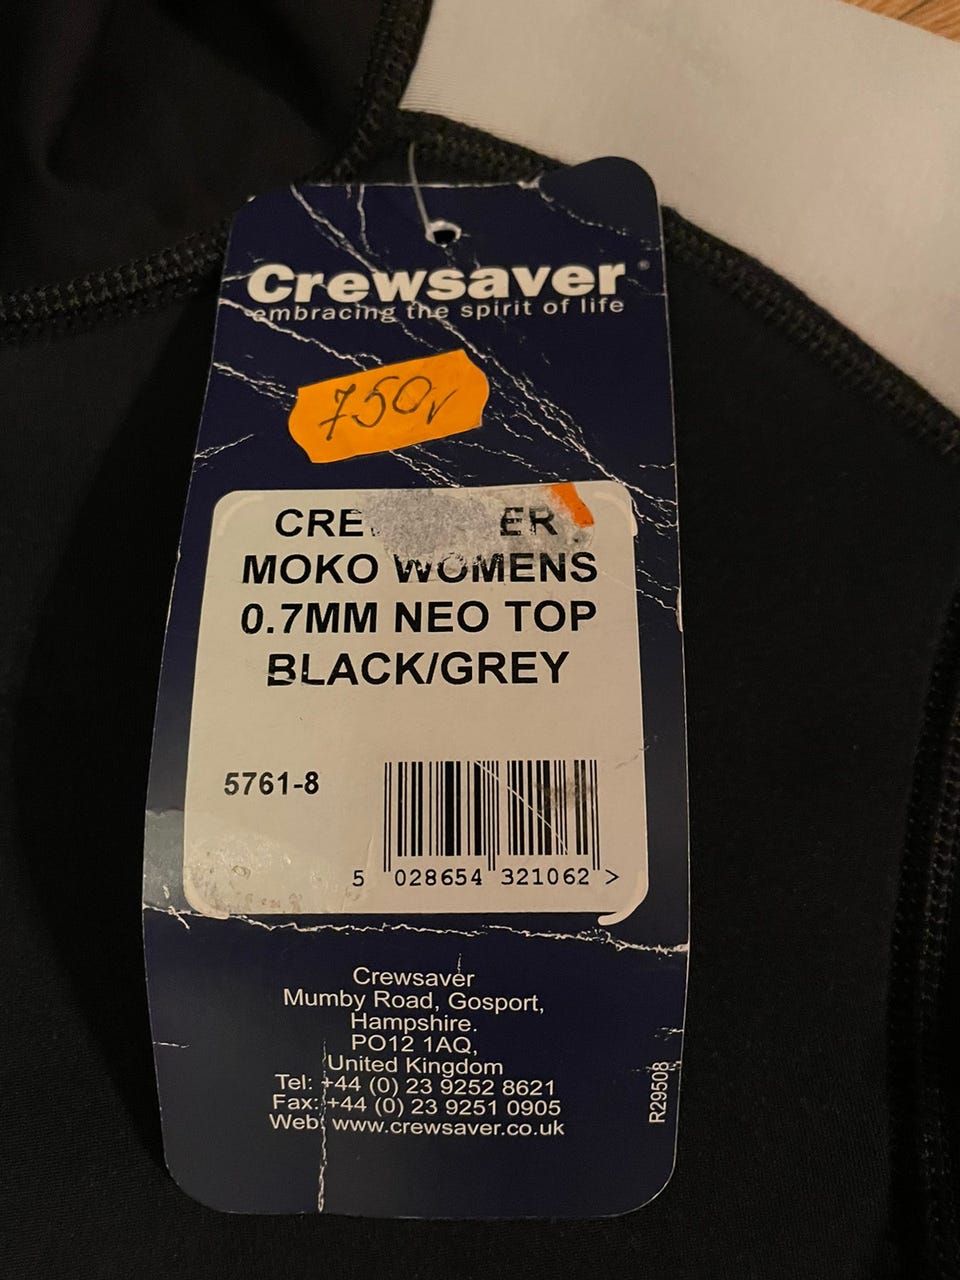 Crewsaver®
embracing the spirit of life
750
MOKO WOMENS
0.7MM NEO TOP
BLACK/GREY
5761-8
5 028654 321062 >
Crewsaver
Mumby Road, Gosport,
Hampshire.
PO12 1AQ,
United Kingdom
Tel: +44 (0) 23 9252 8621
Fax: +44 (0) 23 9251 0905
Web: www.crewsaver.co.uk
R29508